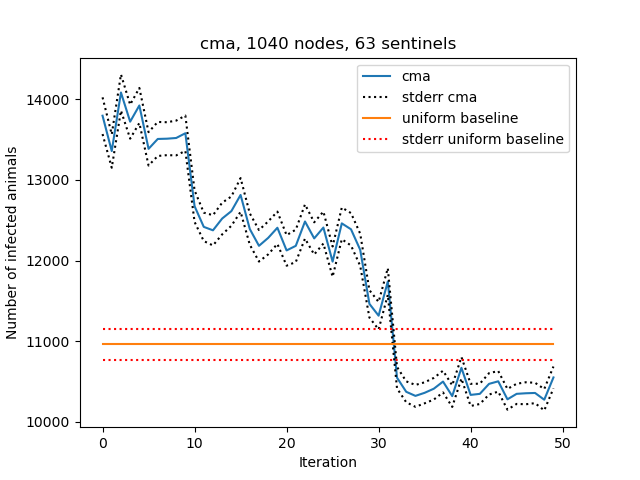 cma, 1040 nodes, 63 sentinels
cma
stderr cma
uniform baseline
stderr uniform baseline
Number of infected animals
14000
13000
12000
11000
10000
0 10 20 30 40 50
Iteration